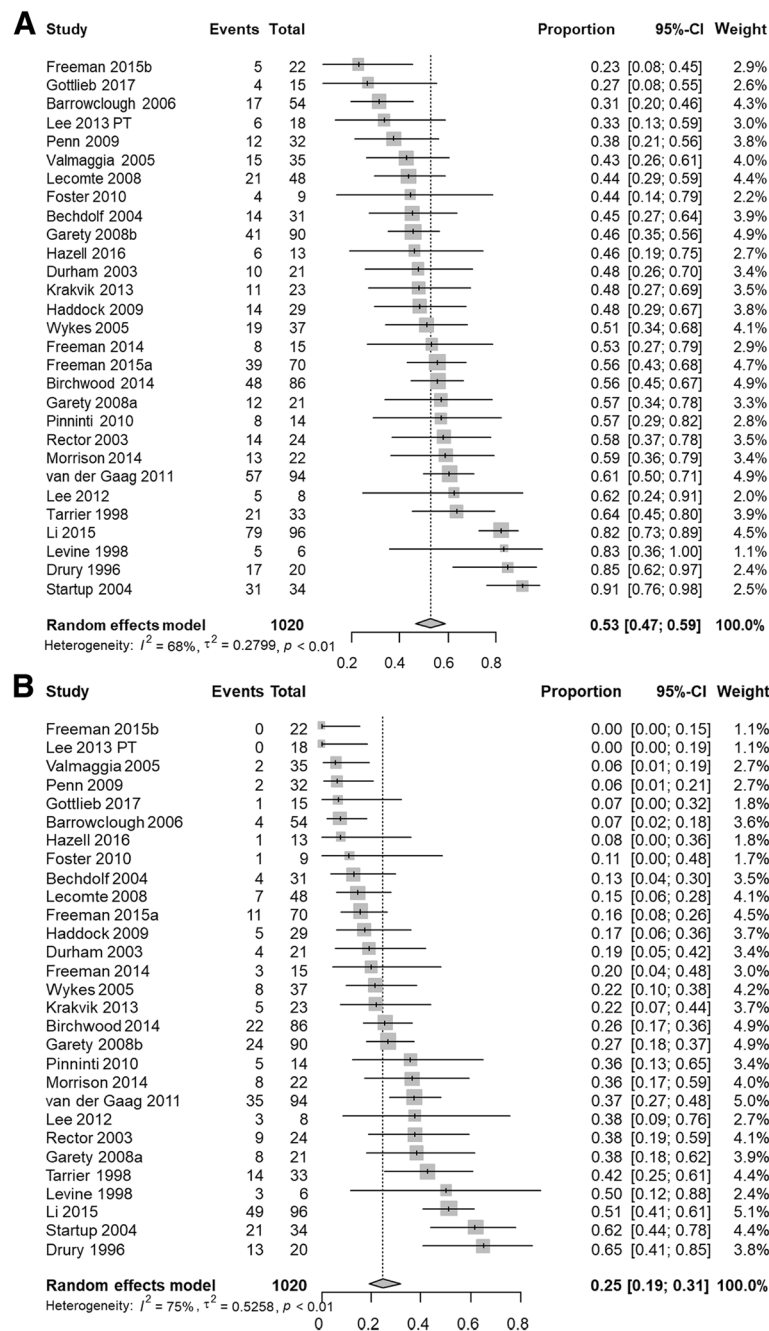 A
Study Events Total Proportion 95%-CI Weight
Freeman 2015b 5 22 0.23 [0.08; 0.45] 2.9%
Gottlieb 2017 4 15 0.27 [0.08; 0.55] 2.6%
Barrowclough 2006 17 54 0.31 [0.20; 0.46] 4.3%
Lee 2013 PT 6 18 0.33 [0.13; 0.59] 3.0%
Penn 2009 12 32 0.38 [0.21; 0.56] 3.8%
Valmaggia 2005 15 35 0.43 [0.26; 0.61] 4.0%
Lecomte 2008 21 48 0.44 [0.29; 0.59] 4.3%
Foster 2010 4 9 0.44 [0.14; 0.79] 2.2%
Bechdolf 2004 14 31 0.45 [0.27; 0.64] 3.9%
Garety 2008b 41 90 0.46 [0.35; 0.56] 4.9%
Hazell 2016 6 13 0.46 [0.19; 0.75] 2.7%
Durham 2003 10 21 0.48 [0.26; 0.70] 3.4%
Krakvik 2013 11 23 0.48 [0.27; 0.69] 3.5%
Haddock 2009 14 29 0.48 [0.29; 0.67] 3.8%
Wykes 2005 19 37 0.51 [0.34; 0.68] 4.1%
Freeman 2014 8 15 0.53 [0.27; 0.79] 2.9%
Freeman 2015a 39 70 0.56 [0.43; 0.68] 4.7%
Birchwood 2014 48 86 0.56 [0.45; 0.67] 4.9%
Garety 2008a 12 21 0.57 [0.34; 0.78] 3.3%
Pinninti 2010 8 14 0.57 [0.29; 0.82] 2.8%
Rector 2003 14 24 0.58 [0.37; 0.78] 3.5%
Morrison 2014 13 22 0.59 [0.36; 0.79] 3.4%
van der Gaag 2011 57 94 0.61 [0.50; 0.71] 4.9%
Lee 2012 5 8 0.62 [0.24; 0.91] 2.0%
Tarrier 1998 21 33 0.64 [0.45; 0.80] 3.9%
Li 2015 79 96 0.82 [0.73; 0.89] 4.1%
Levine 1998 5 6 0.83 [0.36; 1.00] 1.1%
Drury 1996 17 20 0.85 [0.62; 0.97] 2.4%
Startup 2004 31 34 0.91 [0.76; 0.98] 2.5%
Random effects model 1020 0.53 [0.47; 0.59] 100.0%
Heterogeneity: I² = 68%, τ² = 0.2799, p < 0.01
0.2 0.4 0.6 0.8
B
Study Events Total Proportion 95%-CI Weight
Freeman 2015b 0 22 0.00 [0.00; 0.15] 1.1%
Lee 2013 PT 0 18 0.00 [0.00; 0.19] 1.1%
Valmaggia 2005 2 35 0.06 [0.01; 0.19] 2.7%
Penn 2009 2 32 0.06 [0.01; 0.21] 2.7%
Gottlieb 2017 1 15 0.07 [0.00; 0.32] 1.8%
Barrowclough 2006 4 54 0.07 [0.02; 0.18] 3.6%
Hazell 2016 1 13 0.08 [0.00; 0.36] 1.8%
Foster 2010 1 9 0.11 [0.00; 0.48] 1.7%
Bechdolf 2004 4 31 0.13 [0.04; 0.30] 3.5%
Lecomte 2008 7 48 0.15 [0.06; 0.28] 4.1%
Freeman 2015a 11 70 0.16 [0.08; 0.26] 4.5%
Haddock 2009 5 29 0.17 [0.06; 0.36] 3.7%
Durham 2003 4 21 0.19 [0.05; 0.42] 3.4%
Freeman 2014 3 15 0.20 [0.04; 0.48] 3.0%
Wykes 2005 8 37 0.22 [0.10; 0.38] 4.2%
Krakvik 2013 5 23 0.22 [0.07; 0.44] 3.6%
Birchwood 2014 22 86 0.26 [0.17; 0.36] 4.9%
Garety 2008b 24 90 0.27 [0.18; 0.37] 4.9%
Pinninti 2010 5 14 0.36 [0.13; 0.65] 3.3%
Morrison 2014 8 22 0.36 [0.17; 0.59] 4.0%
van der Gaag 2011 35 94 0.37 [0.27; 0.48] 5.0%
Lee 2012 3 8 0.38 [0.09; 0.76] 2.6%
Rector 2003 9 24 0.38 [0.19; 0.59] 4.1%
Garety 2008a 8 21 0.38 [0.18; 0.62] 3.9%
Tarrier 1998 14 33 0.42 [0.25; 0.61] 4.4%
Levine 1998 3 6 0.50 [0.12; 0.88] 2.4%
Li 2015 49 96 0.51 [0.41; 0.61] 5.1%
Startup 2004 21 34 0.62 [0.44; 0.78] 4.4%
Drury 1996 13 20 0.65 [0.41; 0.85] 3.8%
Random effects model 1020 0.25 [0.19; 0.31] 100.0%
Heterogeneity: I² = 75%, τ² = 0.5258, p < 0.01
0 0.2 0.4 0.6 0.8